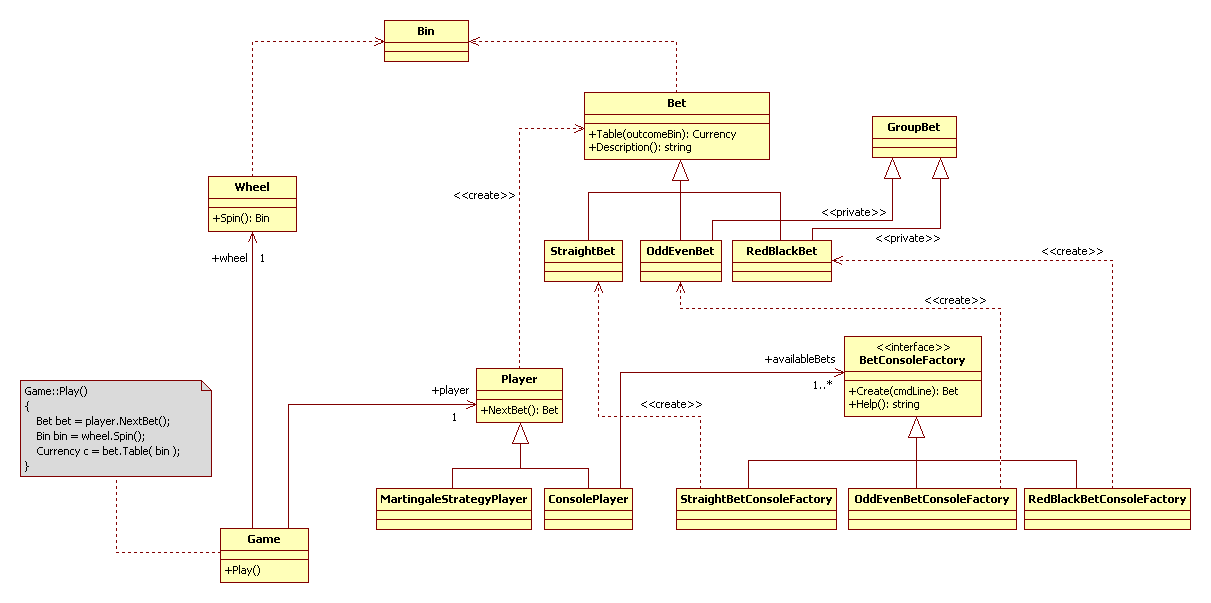 Bin
Bet
+Table(outcomeBin): Currency
+Description(): string
GroupBet
Wheel
+Spin(): Bin
<<create>>
<<private>>
<<private>>
StraightBet
OddEvenBet
RedBlackBet
<<create>>
+wheel
1
<<create>>
<<interface>>
BetConsoleFactory
+Create(cmdLine): Bet
+Help(): string
+availableBets
1..*
Player
+NextBet(): Bet
+player
1
<<create>>
Game::Play()
{
Bet bet = player.NextBet();
Bin bin = wheel.Spin();
Currency c = bet.Table( bin );
}
MartingaleStrategyPlayer
ConsolePlayer
StraightBetConsoleFactory
OddEvenBetConsoleFactory
RedBlackBetConsoleFactory
Game
+Play()